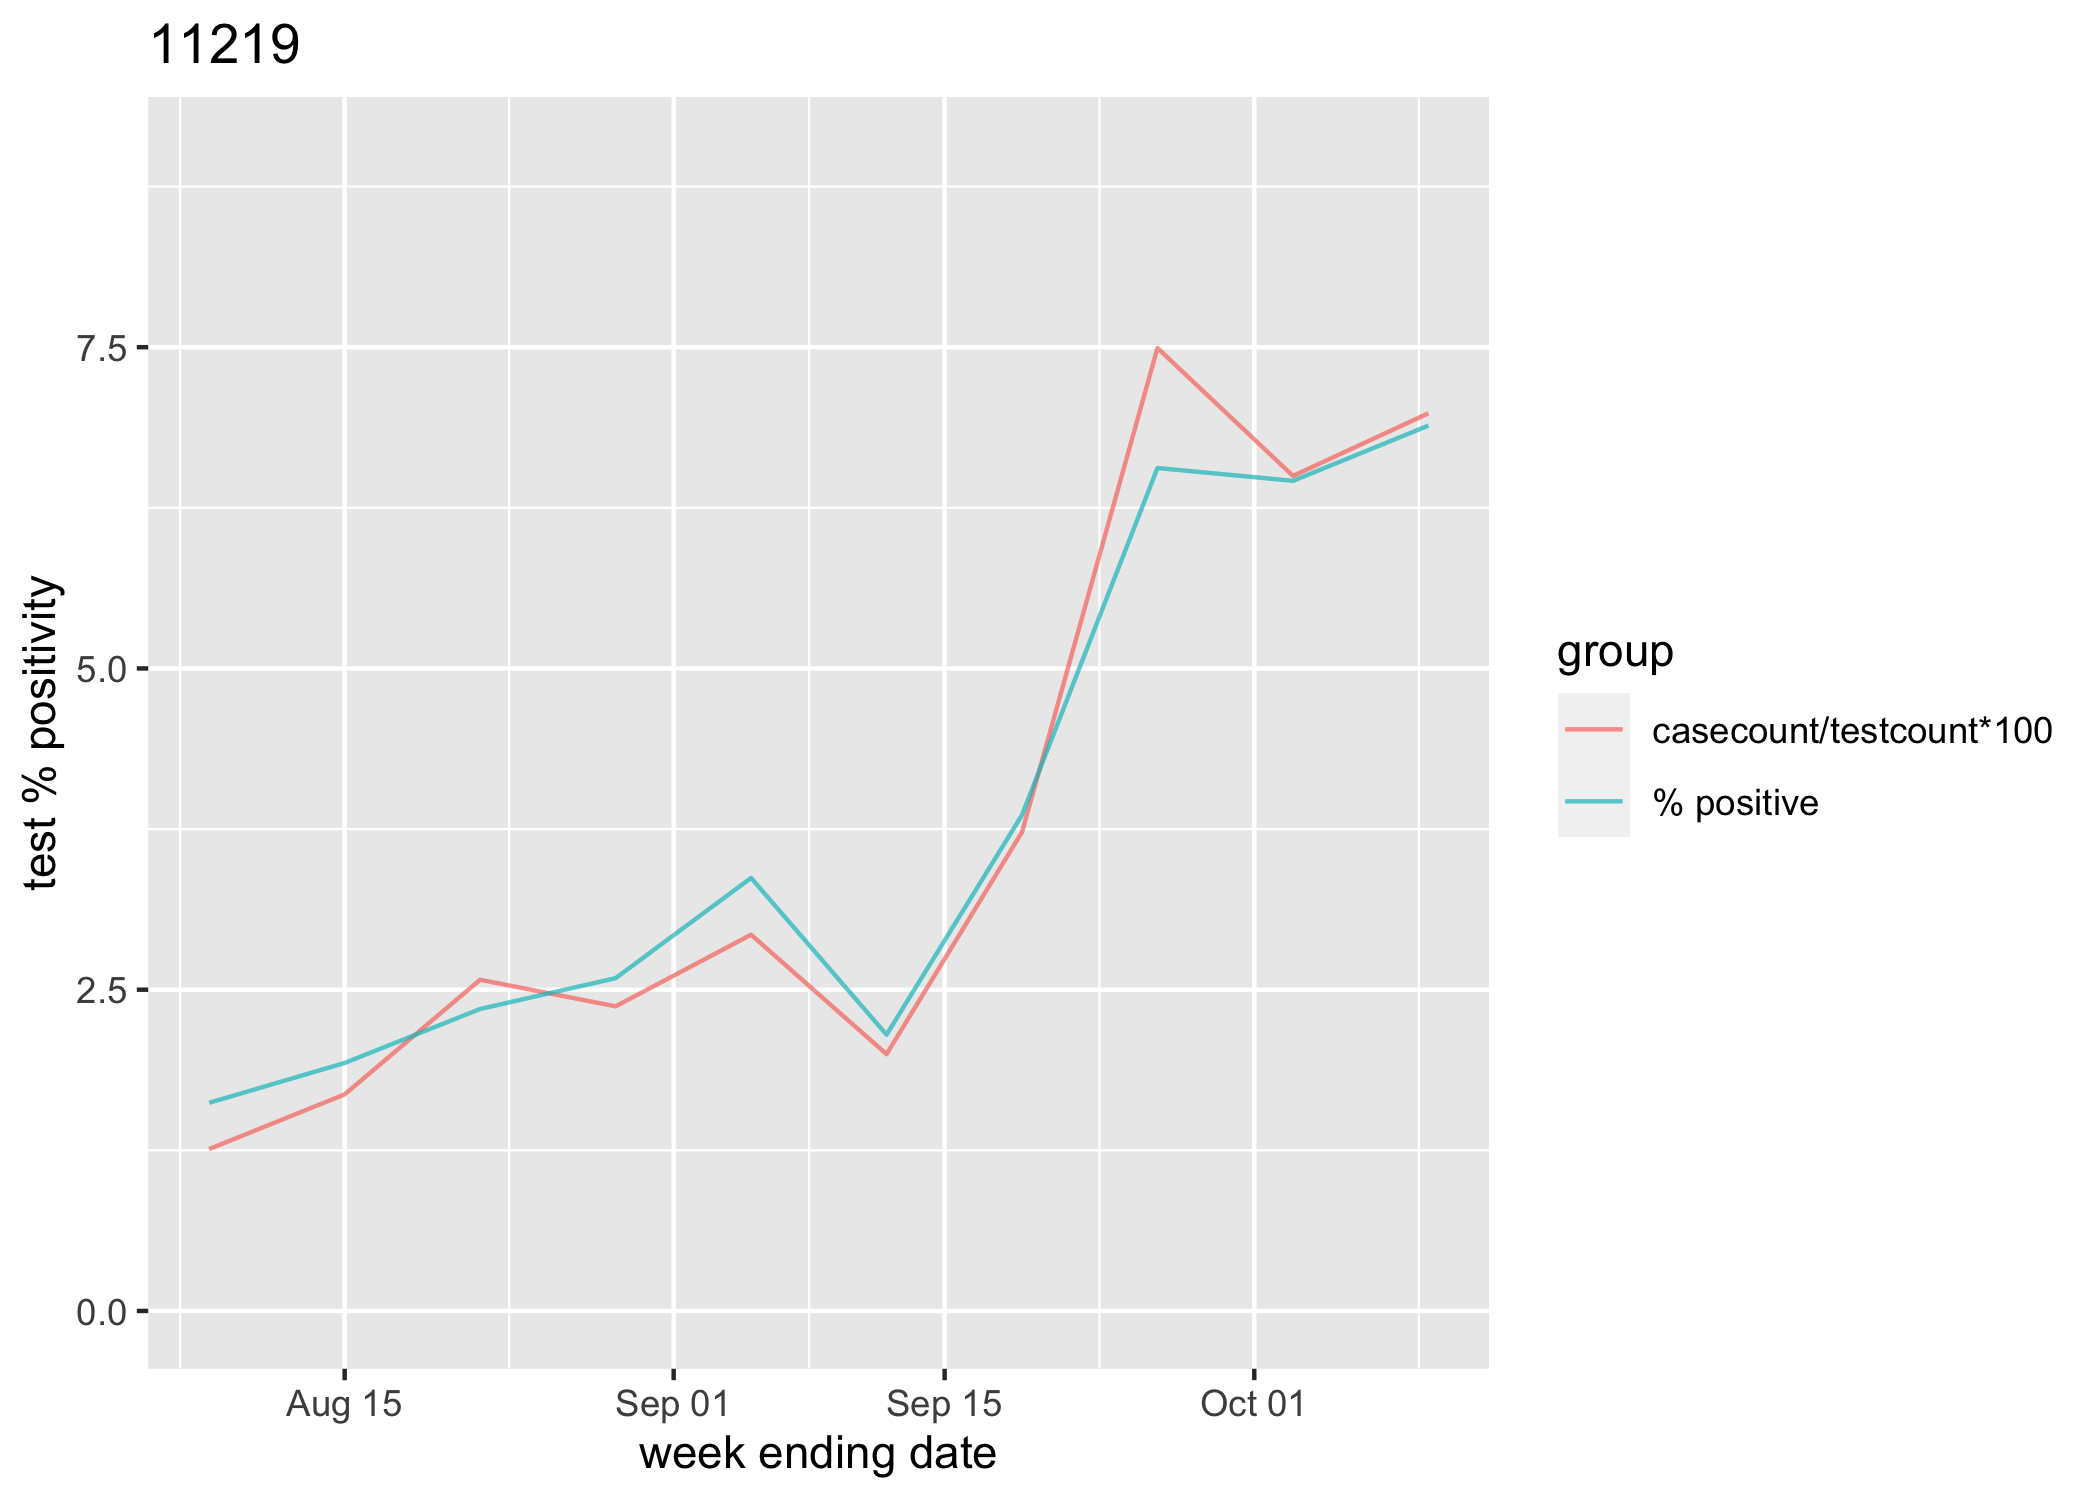 11219
test % positivity
7.5
5.0
2.5
0.0
Aug 15
Sep 01
Sep 15
Oct 01
week ending date
group
casecount/testcount*100
% positive